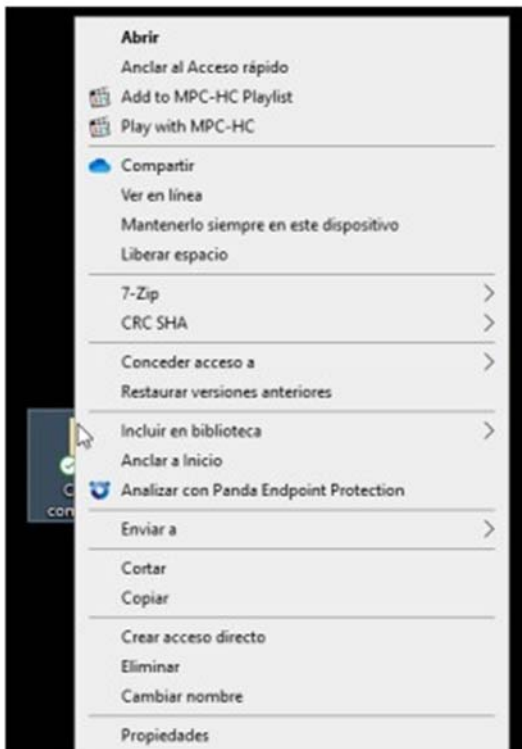 Abrir
Anclar al Acceso rápido
Add to MPC-HC Playlist
Play with MPC-HC
Compartir
Ver en línea
Mantenerlo siempre en este dispositivo
Liberar espacio
7-Zip
CRC SHA
Conceder acceso a
Restaurar versiones anteriores
Incluir en biblioteca
Anclar a Inicio
Analizar con Panda Endpoint Protection
Enviar a
Cortar
Copiar
Crear acceso directo
Eliminar
Cambiar nombre
Propiedades
C
con